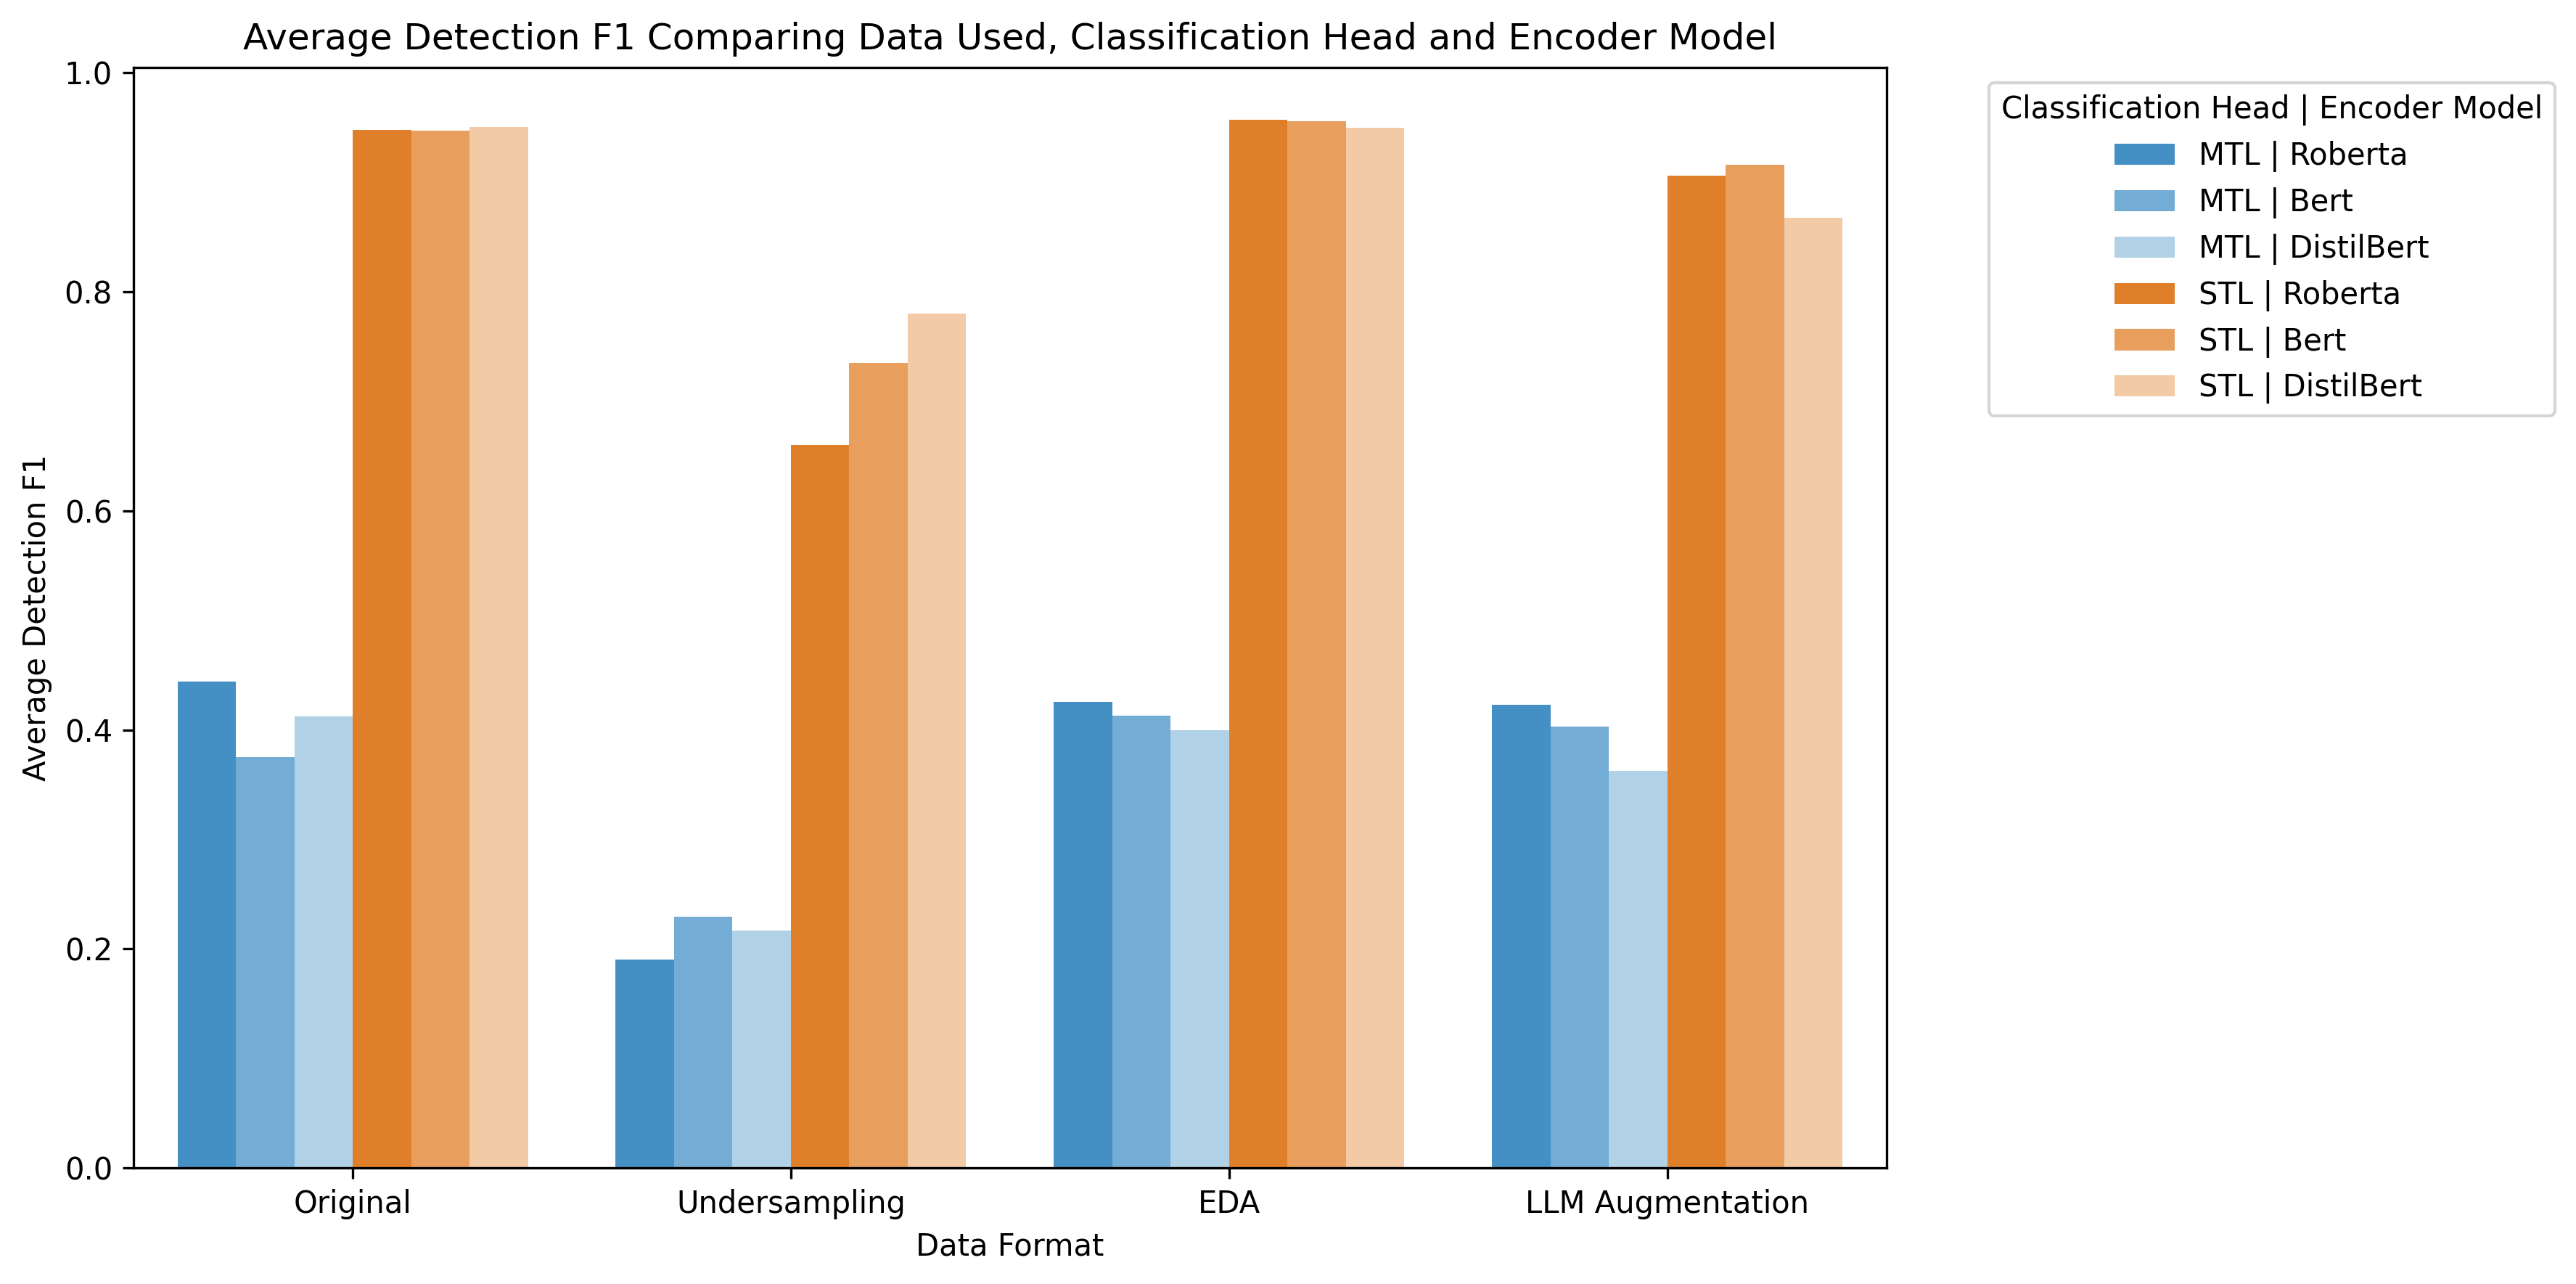 Average Detection F1 Comparing Data Used, Classification Head and Encoder Model
1.0
0.8
0.6
0.4
0.2
0.0
Average Detection F1
Original
Undersampling
EDA
LLM Augmentation
Data Format
Classification Head | Encoder Model
MTL | Roberta
MTL | Bert
MTL | DistilBert
STL | Roberta
STL | Bert
STL | DistilBert